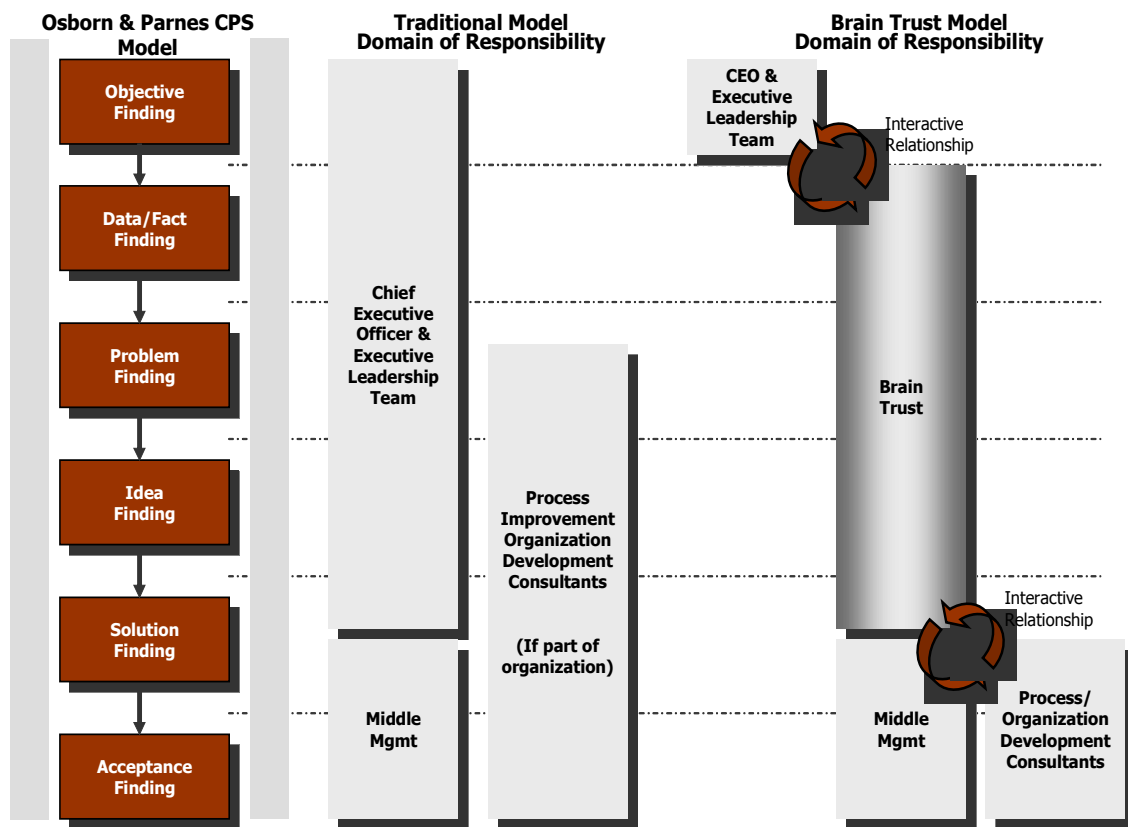 Osborn & Parnes CPS
Model
Traditional Model
Domain of Responsibility
Brain Trust Model
Domain of Responsibility
Objective
Finding
Data/Fact
Finding
Problem
Finding
Idea
Finding
Solution
Finding
Acceptance
Finding
Chief
Executive
Officer &
Executive
Leadership
Team
Middle
Mgmt
Process
Improvement
Organization
Development
Consultants
(If part of
organization)
CEO &
Executive
Leadership
Team
Interactive
Relationship
Brain
Trust
Interactive
Relationship
Middle
Mgmt
Process/
Organization
Development
Consultants